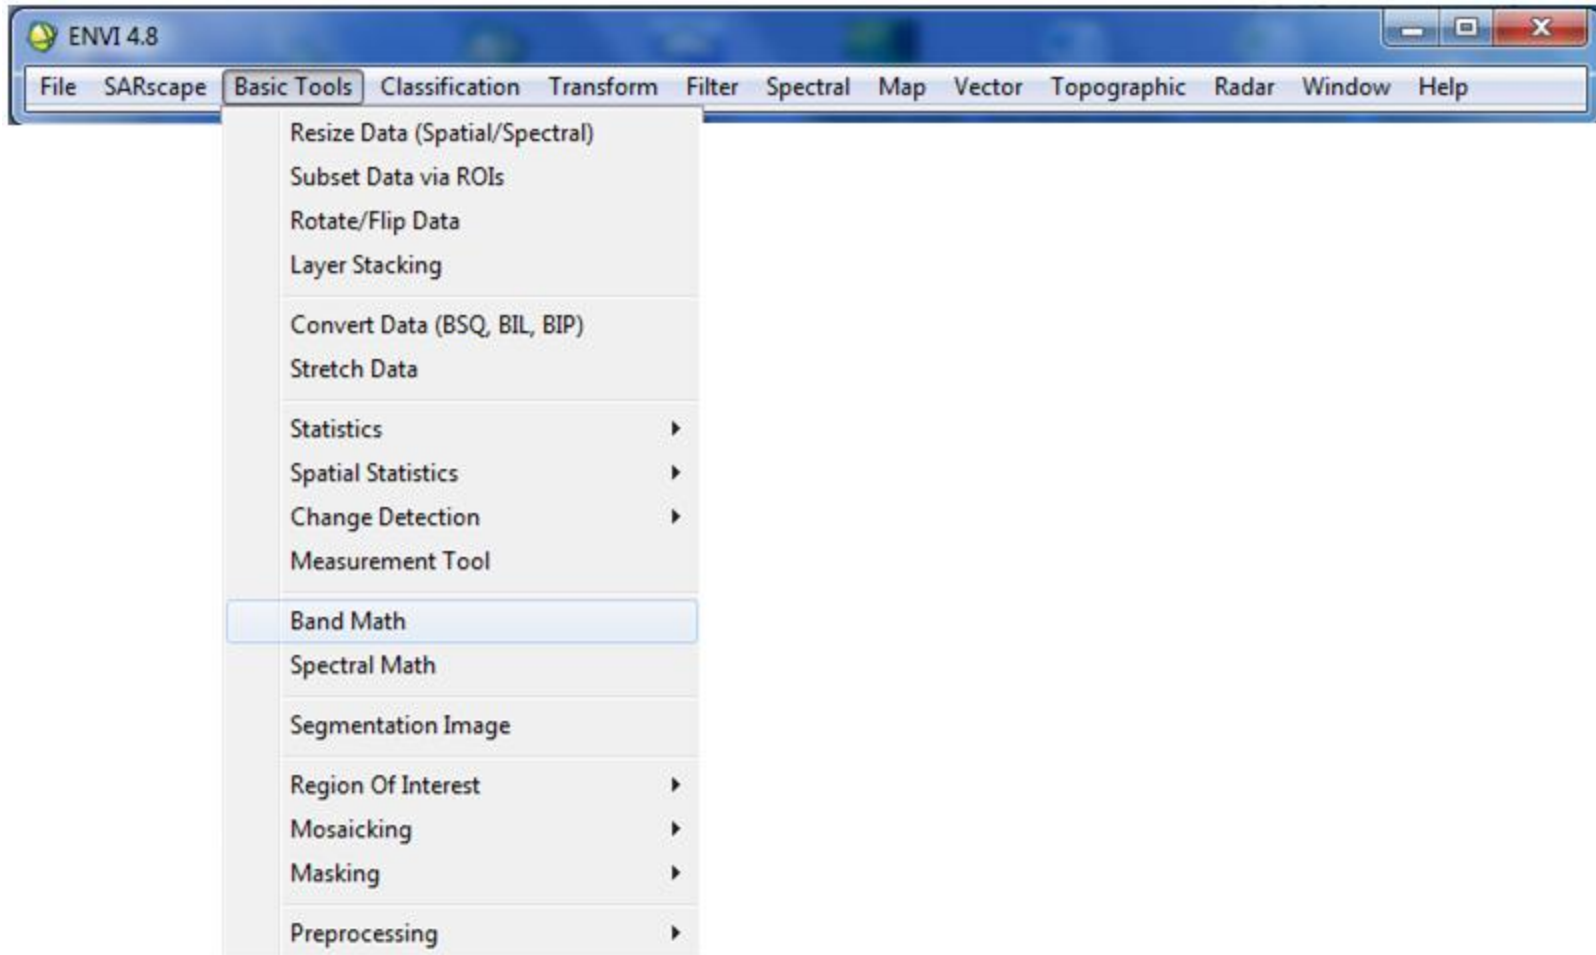 ENVI 4.8
File SARscape Basic Tools Classification Transform Filter Spectral Map Vector Topographic Radar Window Help
Resize Data (Spatial/Spectral)
Subset Data via ROIs
Rotate/Flip Data
Layer Stacking
Convert Data (BSQ, BIL, BIP)
Stretch Data
Statistics
Spatial Statistics
Change Detection
Measurement Tool
Band Math
Spectral Math
Segmentation Image
Region Of Interest
Mosaicking
Masking
Preprocessing